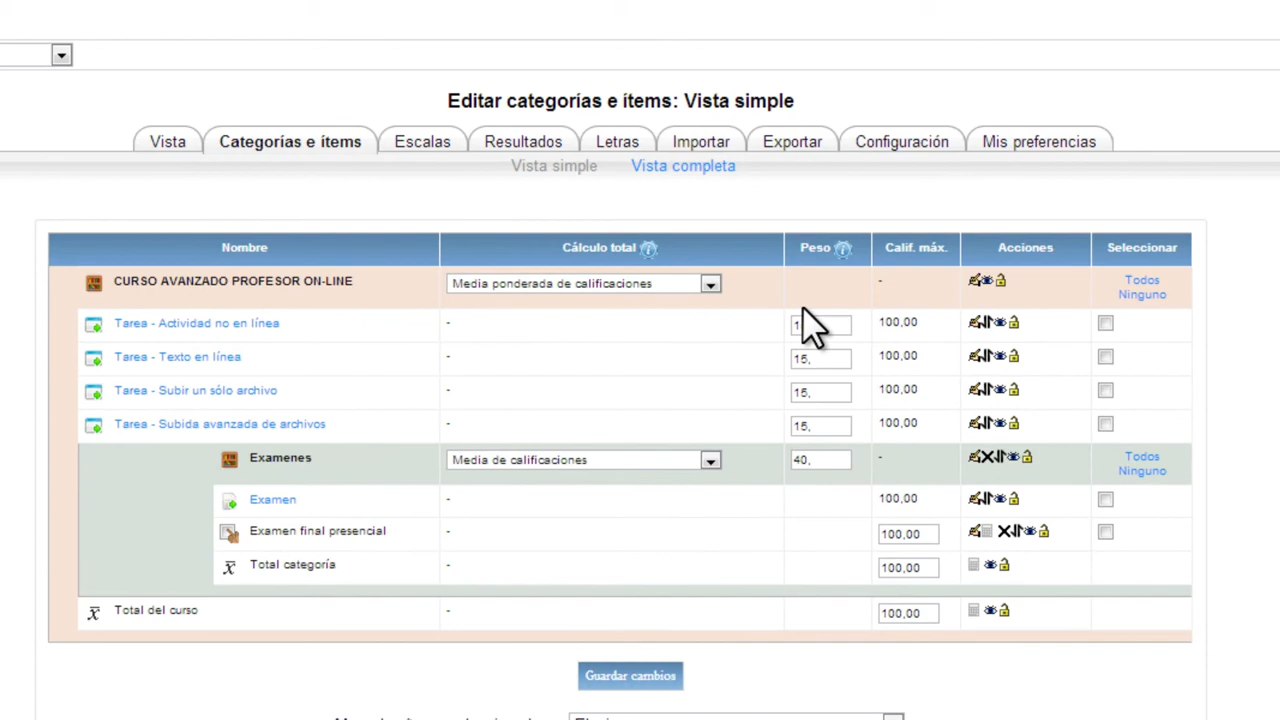 Editar categorías e ítems: Vista simple
Vista Categorías e ítems Escalas Resultados Letras Importar Exportar Configuración Mis preferencias
Vista simple Vista completa
Nombre Cálculo total Peso Calif. máx. Acciones Seleccionar
CURSO AVANZADO PROFESOR ON-LINE Media ponderada de calificaciones - Todos
Ninguno
Tarea - Actividad no en línea - 100,00
Tarea - Texto en línea - 15, 100,00
Tarea - Subir un sólo archivo - 15, 100,00
Tarea - Subida avanzada de archivos - 15, 100,00
Examenes Media de calificaciones 40, - Todos
Ninguno
Examen - 100,00
Examen final presencial - 100,00
Total categoría - 100,00
Total del curso - 100,00
Guardar cambios